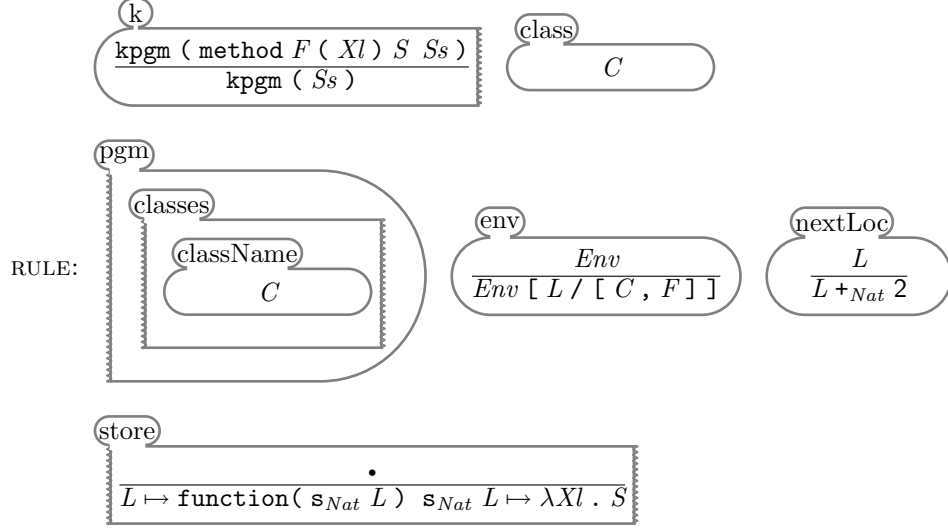 k
kpgm ( method F ( Xl ) S Ss )
kpgm ( Ss )
class
C
RULE:
pgm
classes
className
C
env
Env
Env [ L / [ C , F ] ]
nextLoc
L
L +Nat 2
store
•
L ↦ function( sNat L ) sNat L ↦ λXl . S